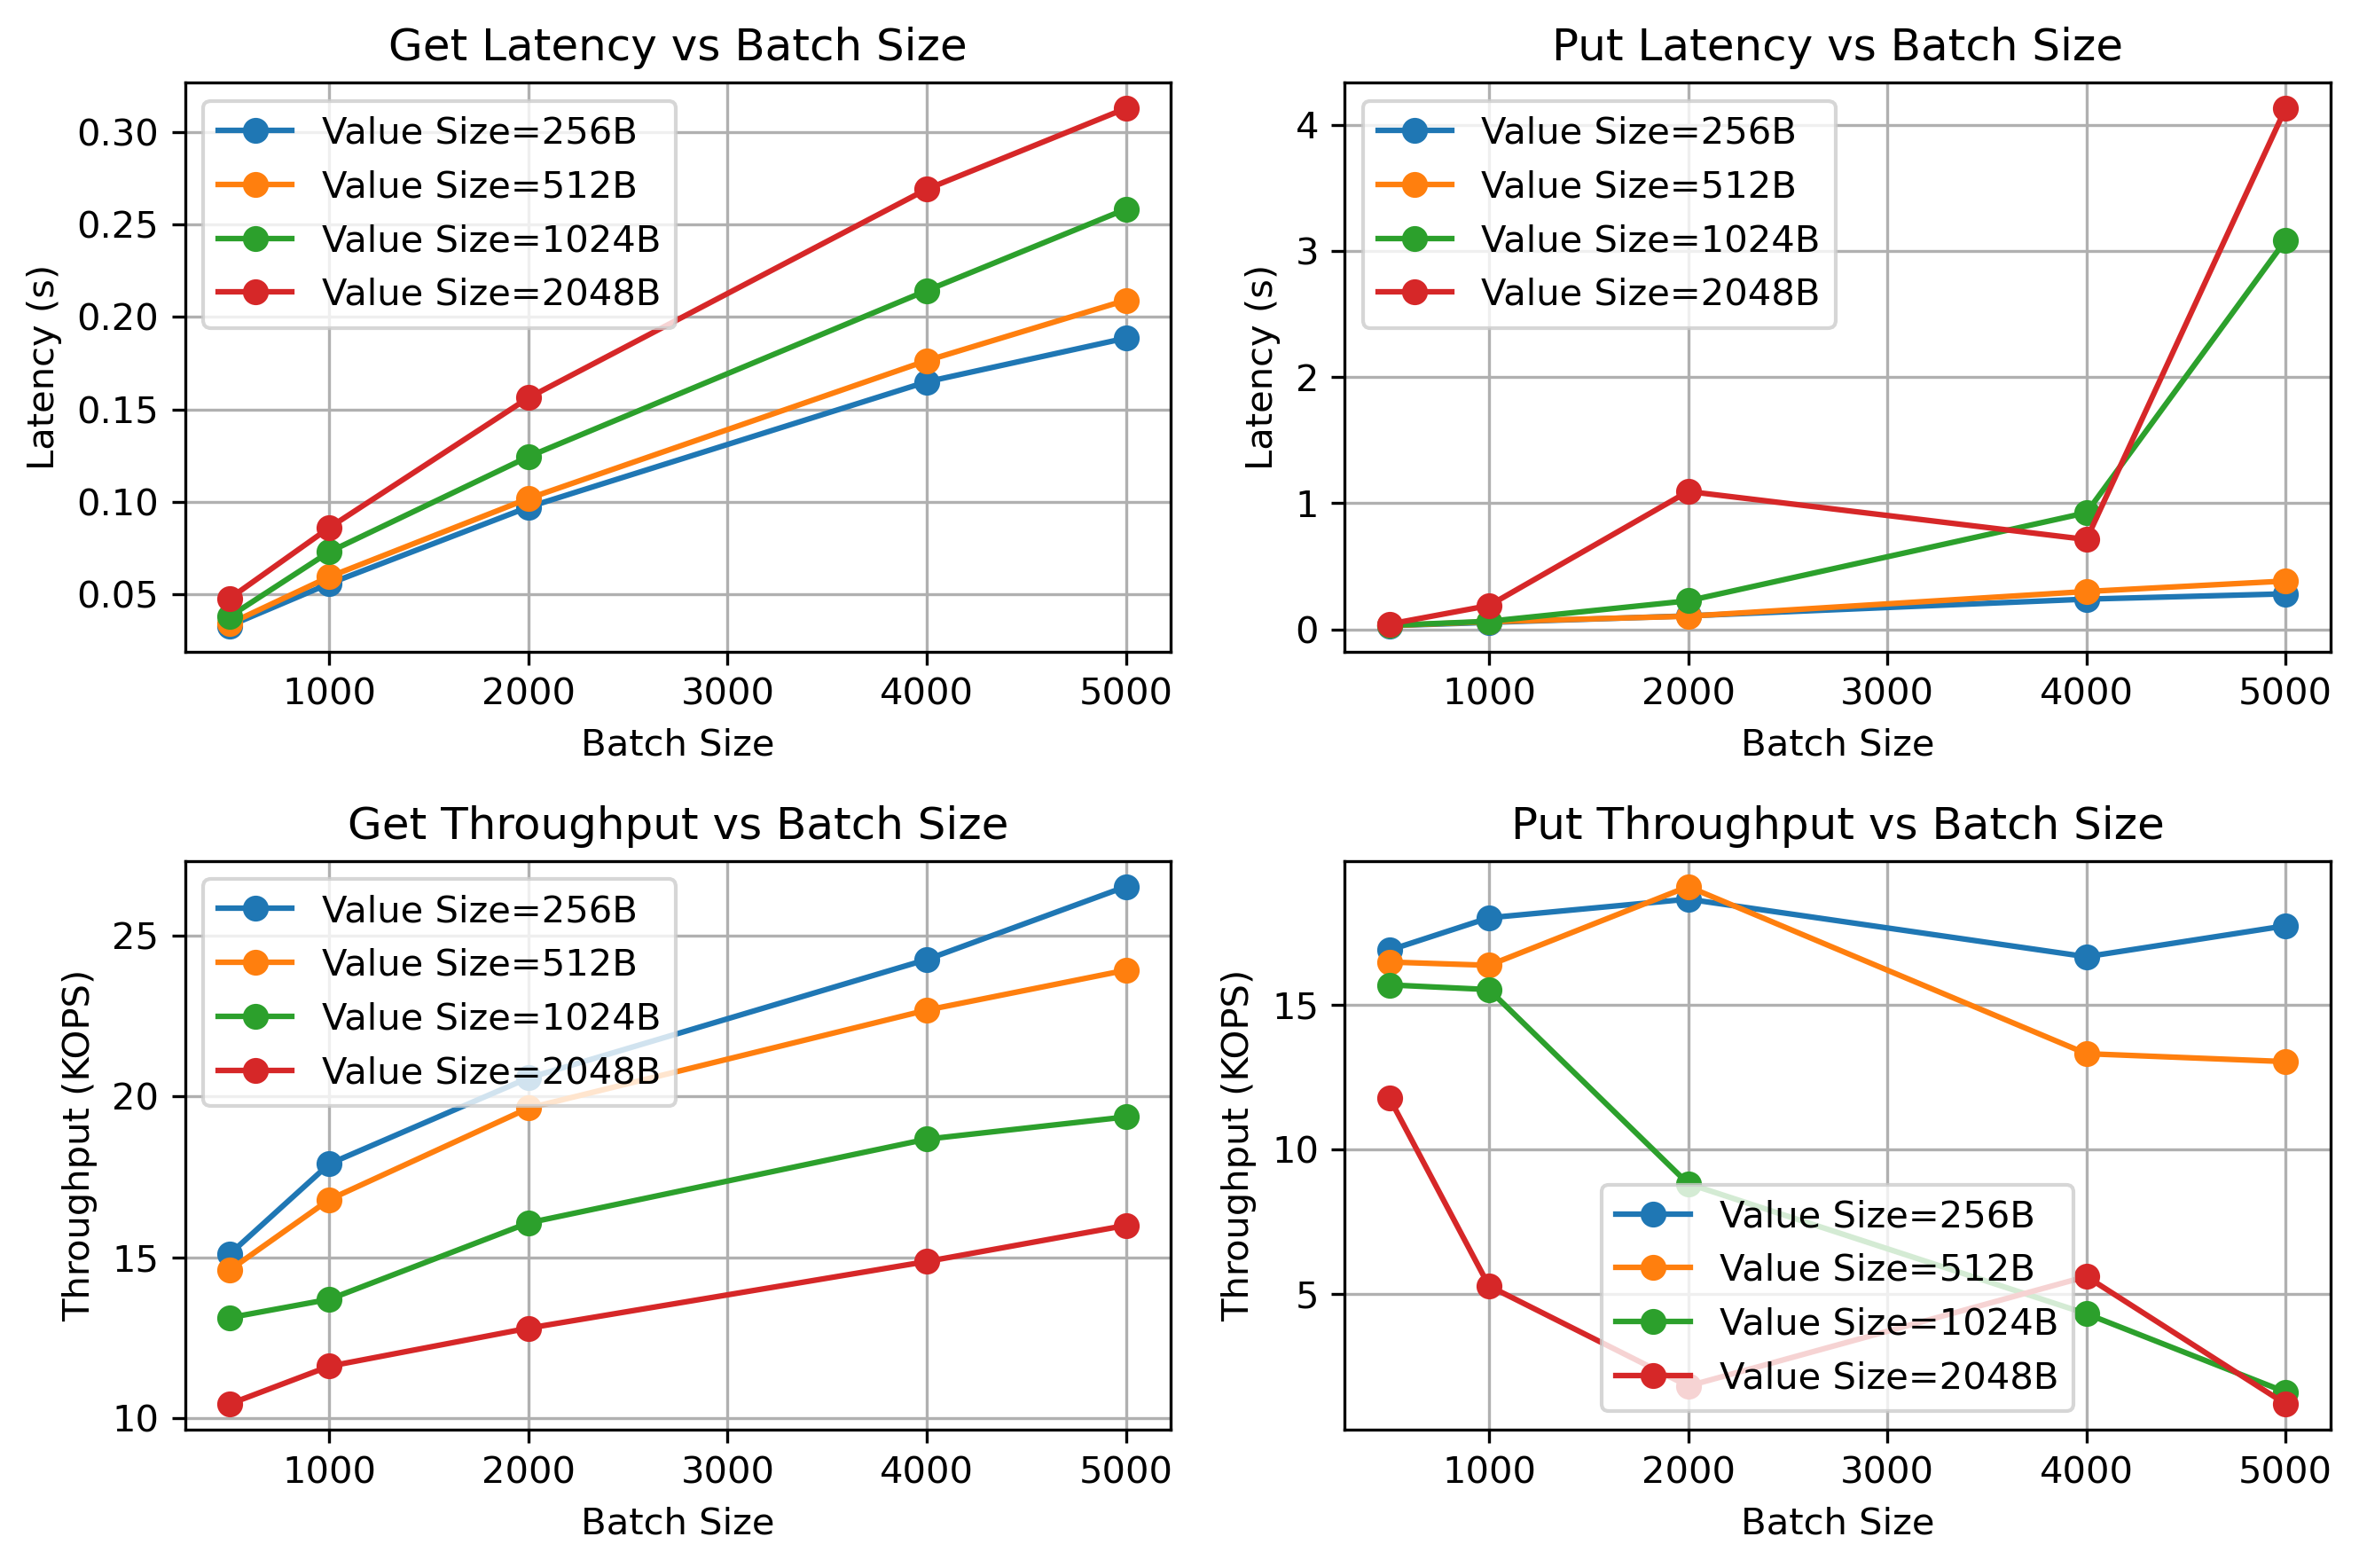 Get Latency vs Batch Size
0.30
0.25
0.20
0.15
0.10
0.05
Latency (s)
Value Size=256B
Value Size=512B
Value Size=1024B
Value Size=2048B
1000 2000 3000 4000 5000
Batch Size
Put Latency vs Batch Size
4
3
2
1
0
Latency (s)
Value Size=256B
Value Size=512B
Value Size=1024B
Value Size=2048B
1000 2000 3000 4000 5000
Batch Size
Get Throughput vs Batch Size
25
20
15
10
Throughput (KOPS)
Value Size=256B
Value Size=512B
Value Size=1024B
Value Size=2048B
1000 2000 3000 4000 5000
Batch Size
Put Throughput vs Batch Size
15
10
5
Throughput (KOPS)
Value Size=256B
Value Size=512B
Value Size=1024B
Value Size=2048B
1000 2000 3000 4000 5000
Batch Size